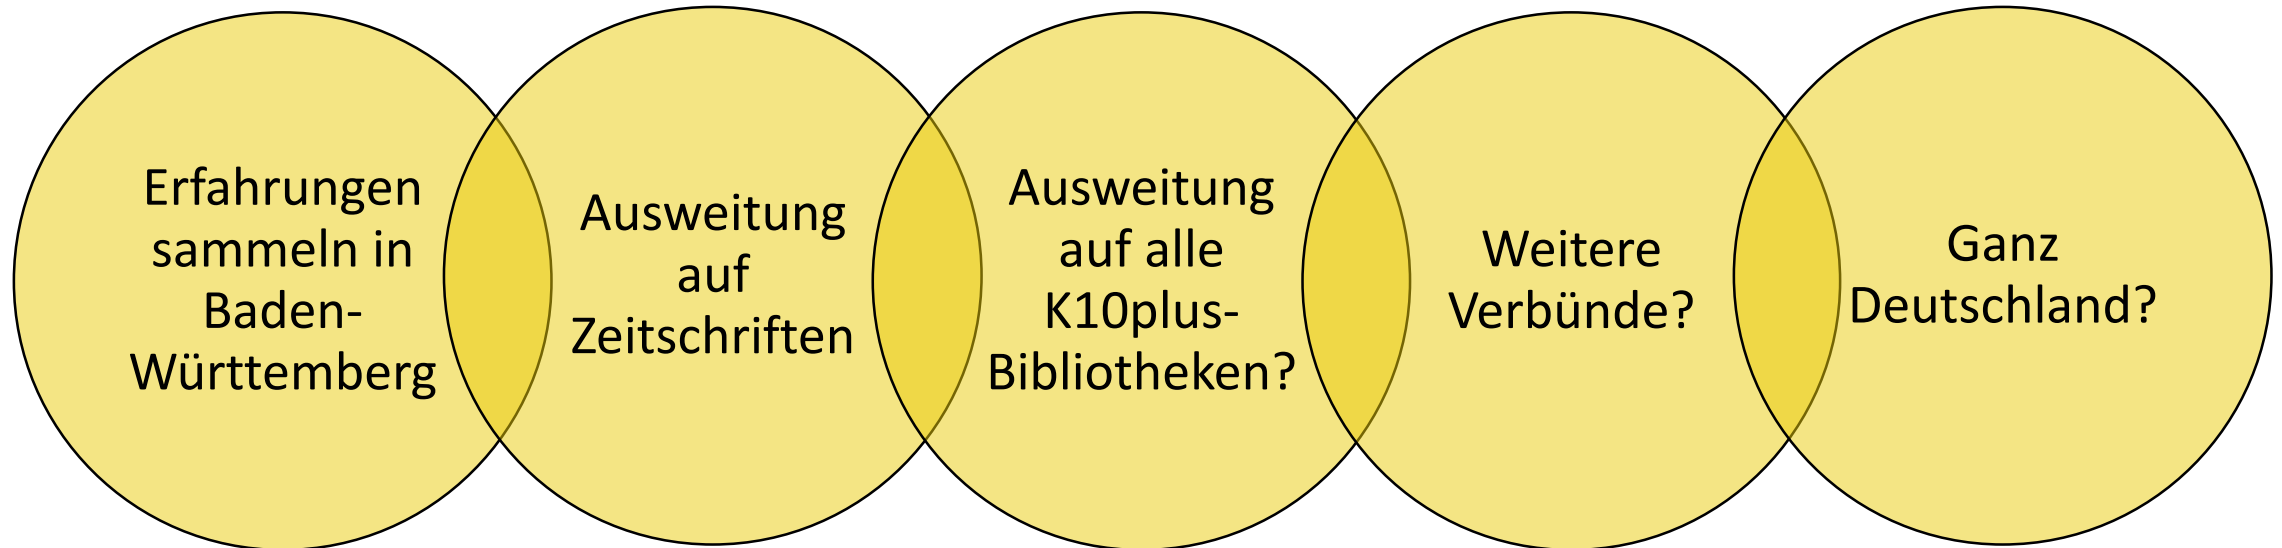 Erfahrungen
sammeln in
Baden-
Württemberg
Ausweitung
auf
Zeitschriften
Ausweitung
auf alle
K10plus-
Bibliotheken?
Weitere
Verbünde?
Ganz
Deutschland?